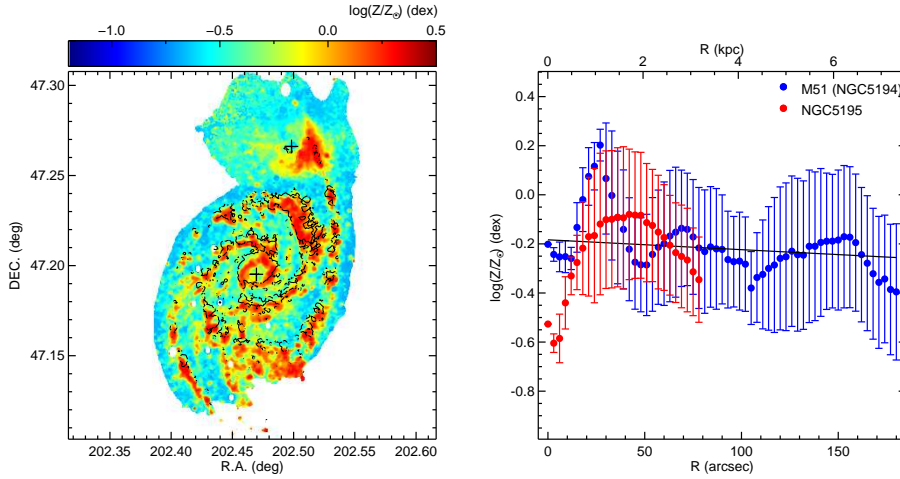 log(Z/Z⊙) (dex)
−1.0 −0.5 0.0 0.5
47.30
47.25
47.20
47.15
DEC. (deg)
202.35 202.40 202.45 202.50 202.55 202.60
R.A. (deg)
R (kpc)
0 2 4 6
M51 (NGC5194)
NGC5195
0.4
0.2
0.0
−0.2
−0.4
−0.6
−0.8
log(Z/Z⊙) (dex)
0 50 100 150
R (arcsec)